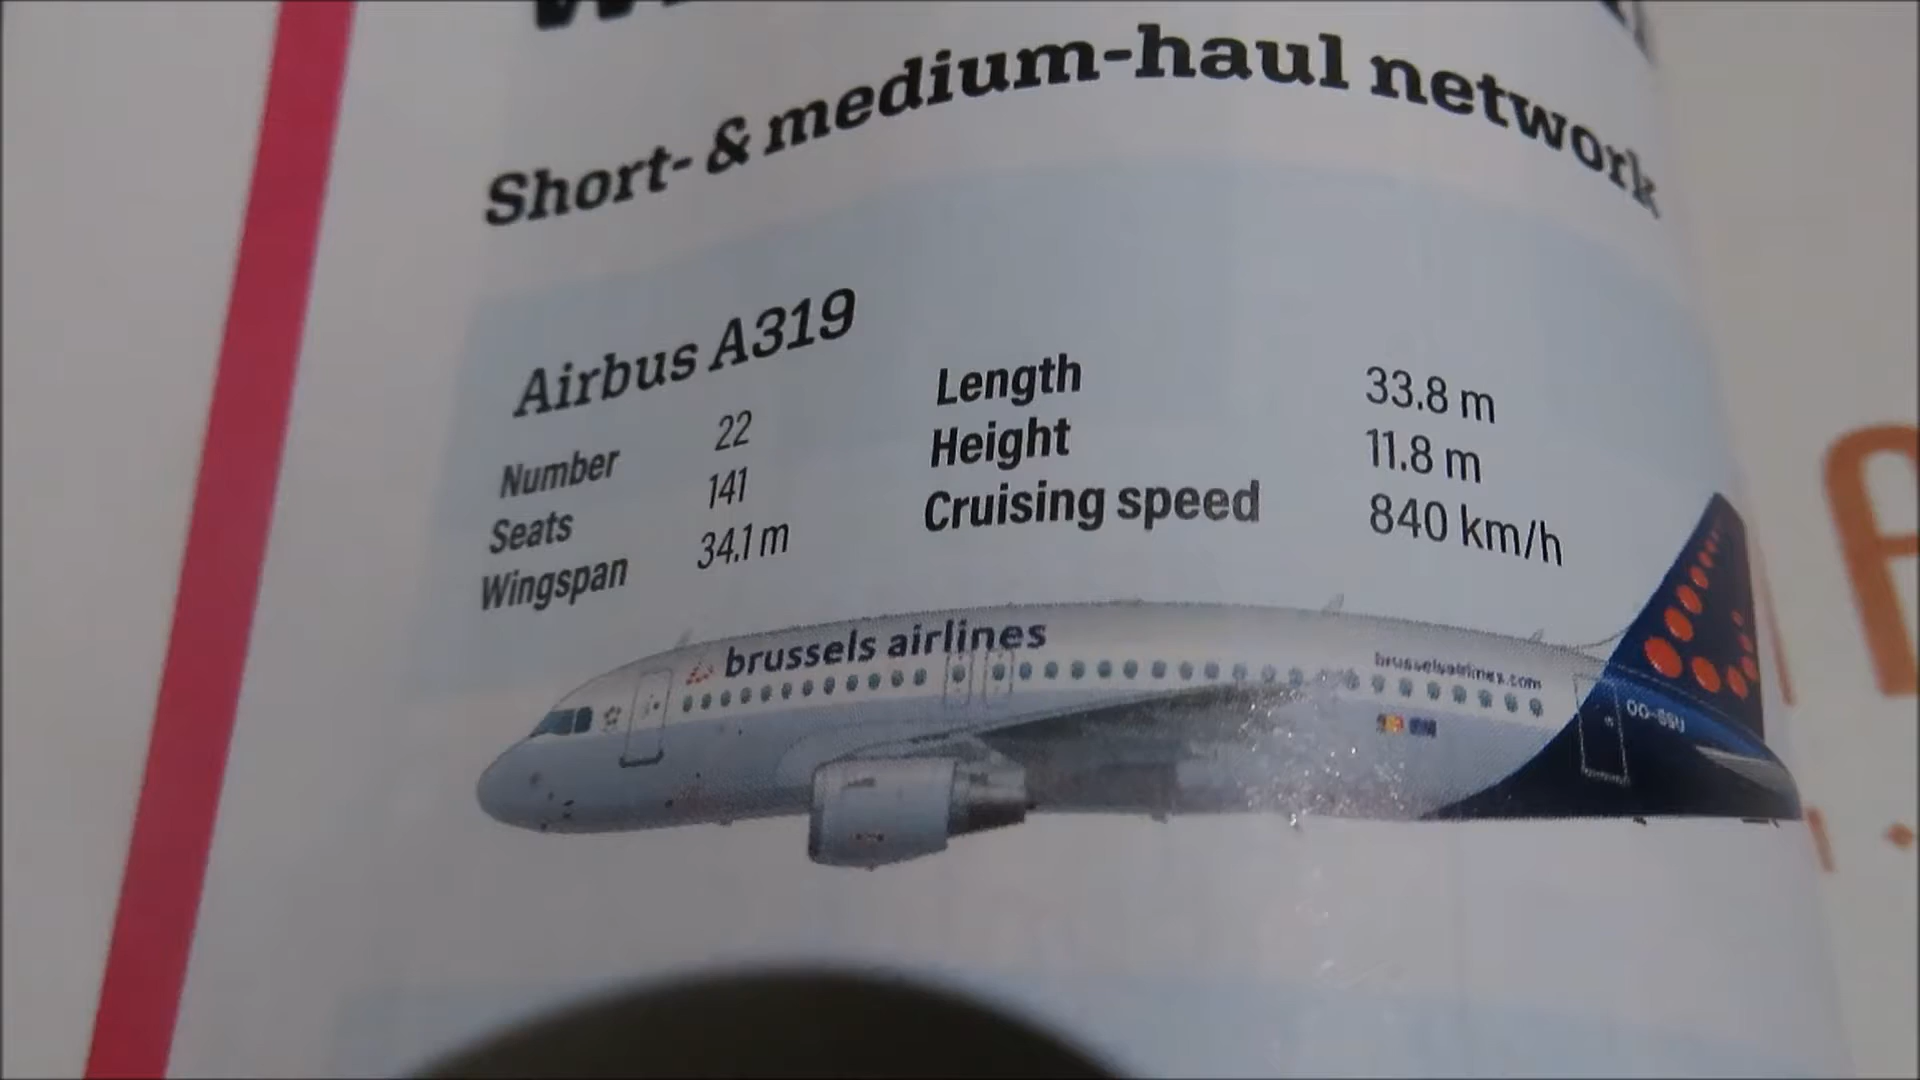 Short- & medium-haul network
Airbus A319
Number 22
Seats 141
Wingspan 34.1 m
Length 33.8 m
Height 11.8 m
Cruising speed 840 km/h
brussels airlines
brusselsairlines.com